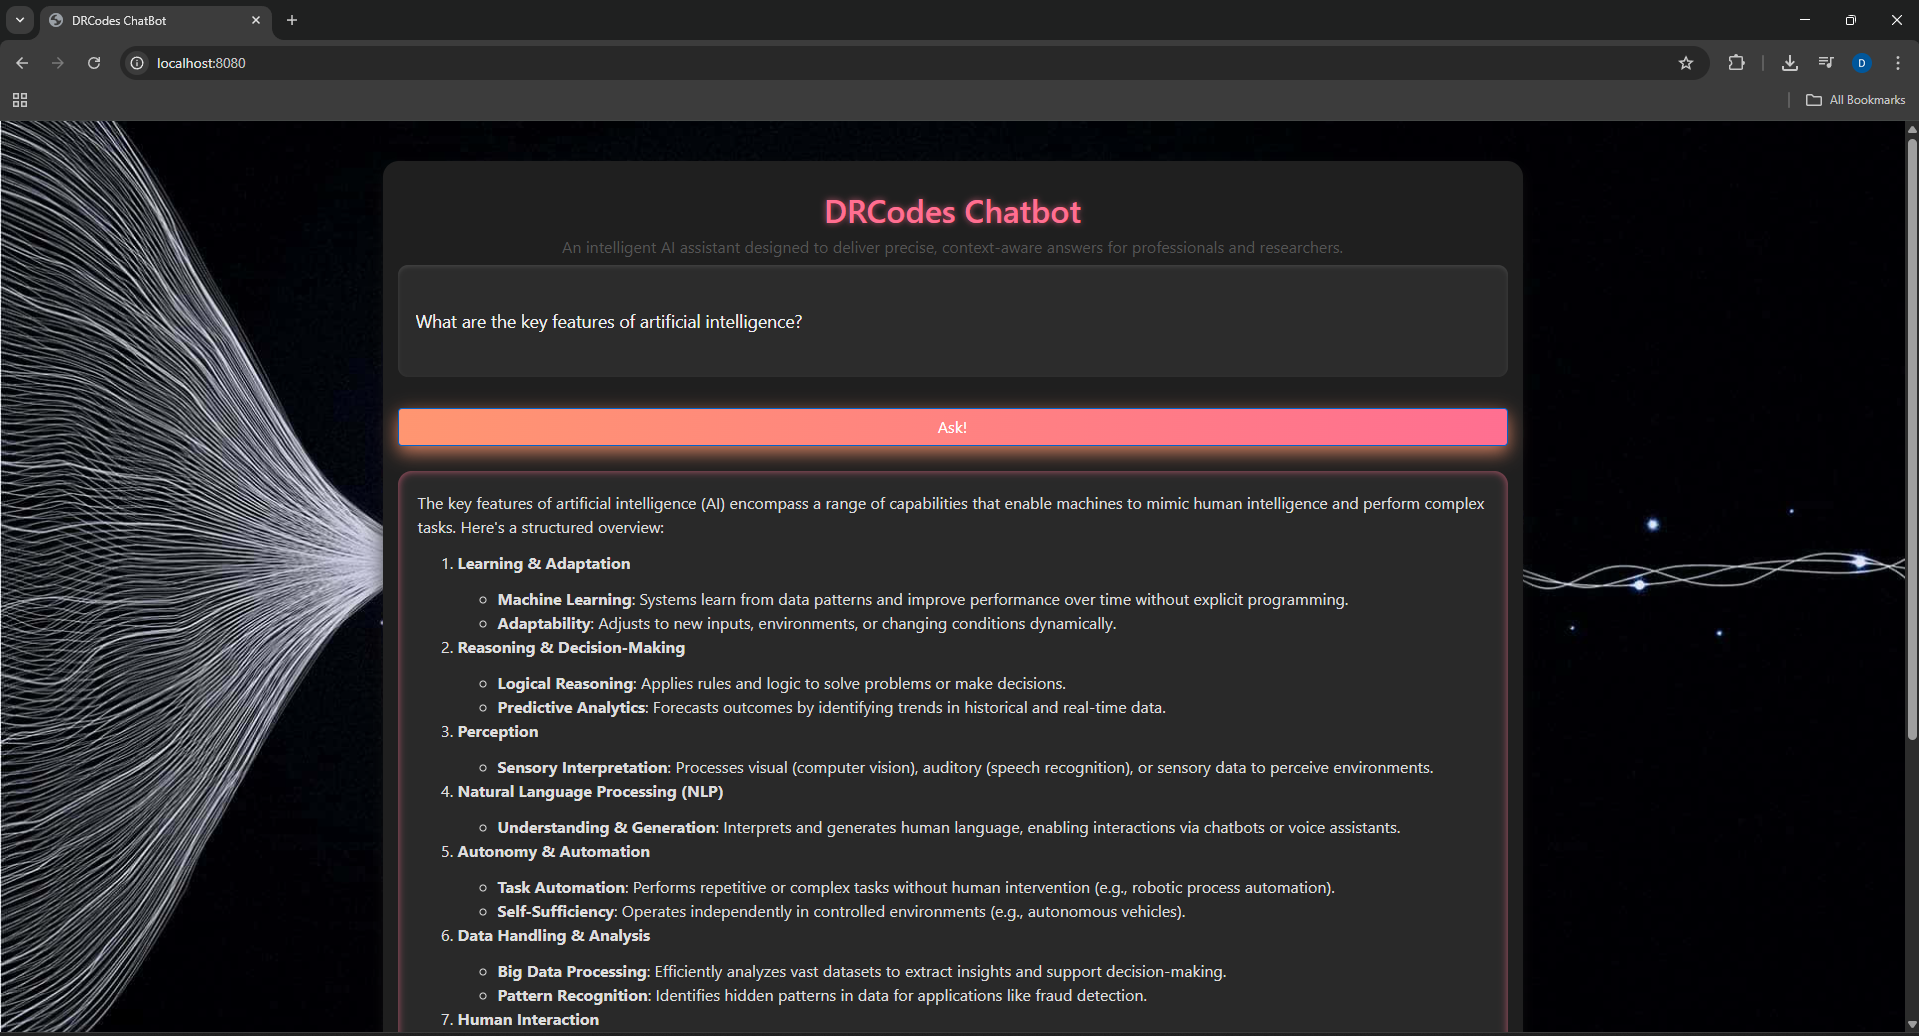 DRCodes ChatBot
localhost:8080
D
All Bookmarks
DRCodes Chatbot
An intelligent AI assistant designed to deliver precise, context-aware answers for professionals and researchers.
What are the key features of artificial intelligence?
Ask!
The key features of artificial intelligence (AI) encompass a range of capabilities that enable machines to mimic human intelligence and perform complex
tasks. Here's a structured overview:
1. Learning & Adaptation
Machine Learning: Systems learn from data patterns and improve performance over time without explicit programming.
Adaptability: Adjusts to new inputs, environments, or changing conditions dynamically.
2. Reasoning & Decision-Making
Logical Reasoning: Applies rules and logic to solve problems or make decisions.
Predictive Analytics: Forecasts outcomes by identifying trends in historical and real-time data.
3. Perception
Sensory Interpretation: Processes visual (computer vision), auditory (speech recognition), or sensory data to perceive environments.
4. Natural Language Processing (NLP)
Understanding & Generation: Interprets and generates human language, enabling interactions via chatbots or voice assistants.
5. Autonomy & Automation
Task Automation: Performs repetitive or complex tasks without human intervention (e.g., robotic process automation).
Self-Sufficiency: Operates independently in controlled environments (e.g., autonomous vehicles).
6. Data Handling & Analysis
Big Data Processing: Efficiently analyzes vast datasets to extract insights and support decision-making.
Pattern Recognition: Identifies hidden patterns in data for applications like fraud detection.
7. Human Interaction